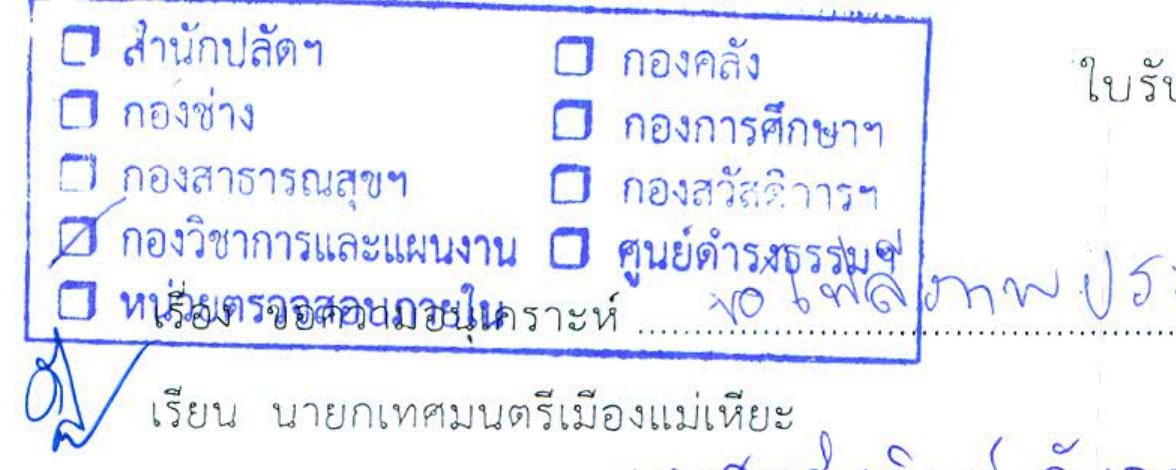 สำนักปลัดฯ กองคลัง
กองช่าง กองการศึกษาฯ
กองสาธารณสุขฯ กองสวัสดิการฯ
กองวิชาการและแผนงาน ศูนย์ดำรงธรรมฯ
หน่วยตรวจสอบภายใน
ใบรับ
เรื่อง ขอความอนุเคราะห์ ขอไฟล์ภาพ
เรียน นายกเทศมนตรีเมืองแม่เหียะ